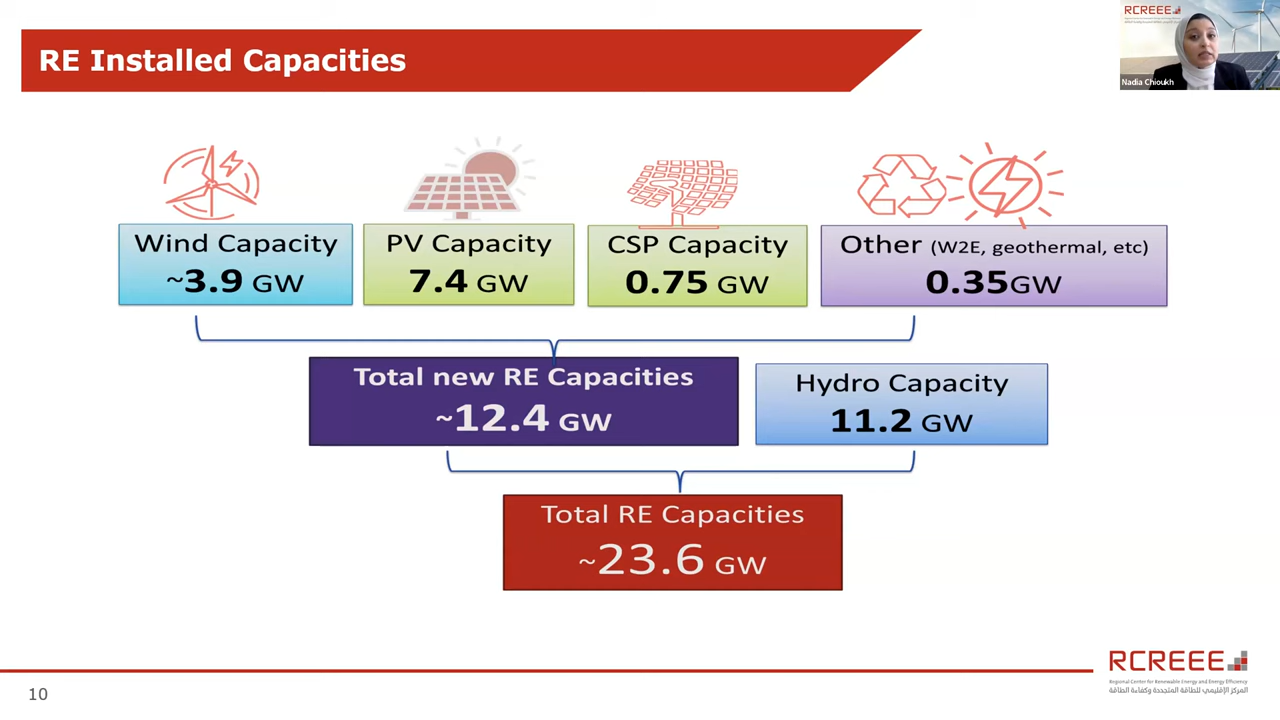 RE Installed Capacities
RCREEE
Nadia Chioukh
Wind Capacity
~3.9 GW
PV Capacity
7.4 GW
CSP Capacity
0.75 GW
Other (W2E, geothermal, etc)
0.35GW
Total new RE Capacities
~12.4 GW
Hydro Capacity
11.2 GW
Total RE Capacities
~23.6 GW
RCREEE
Regional Center for Renewable Energy and Energy Efficiency
المركز الإقليمي للطاقة المتجددة وكفاءة الطاقة
10